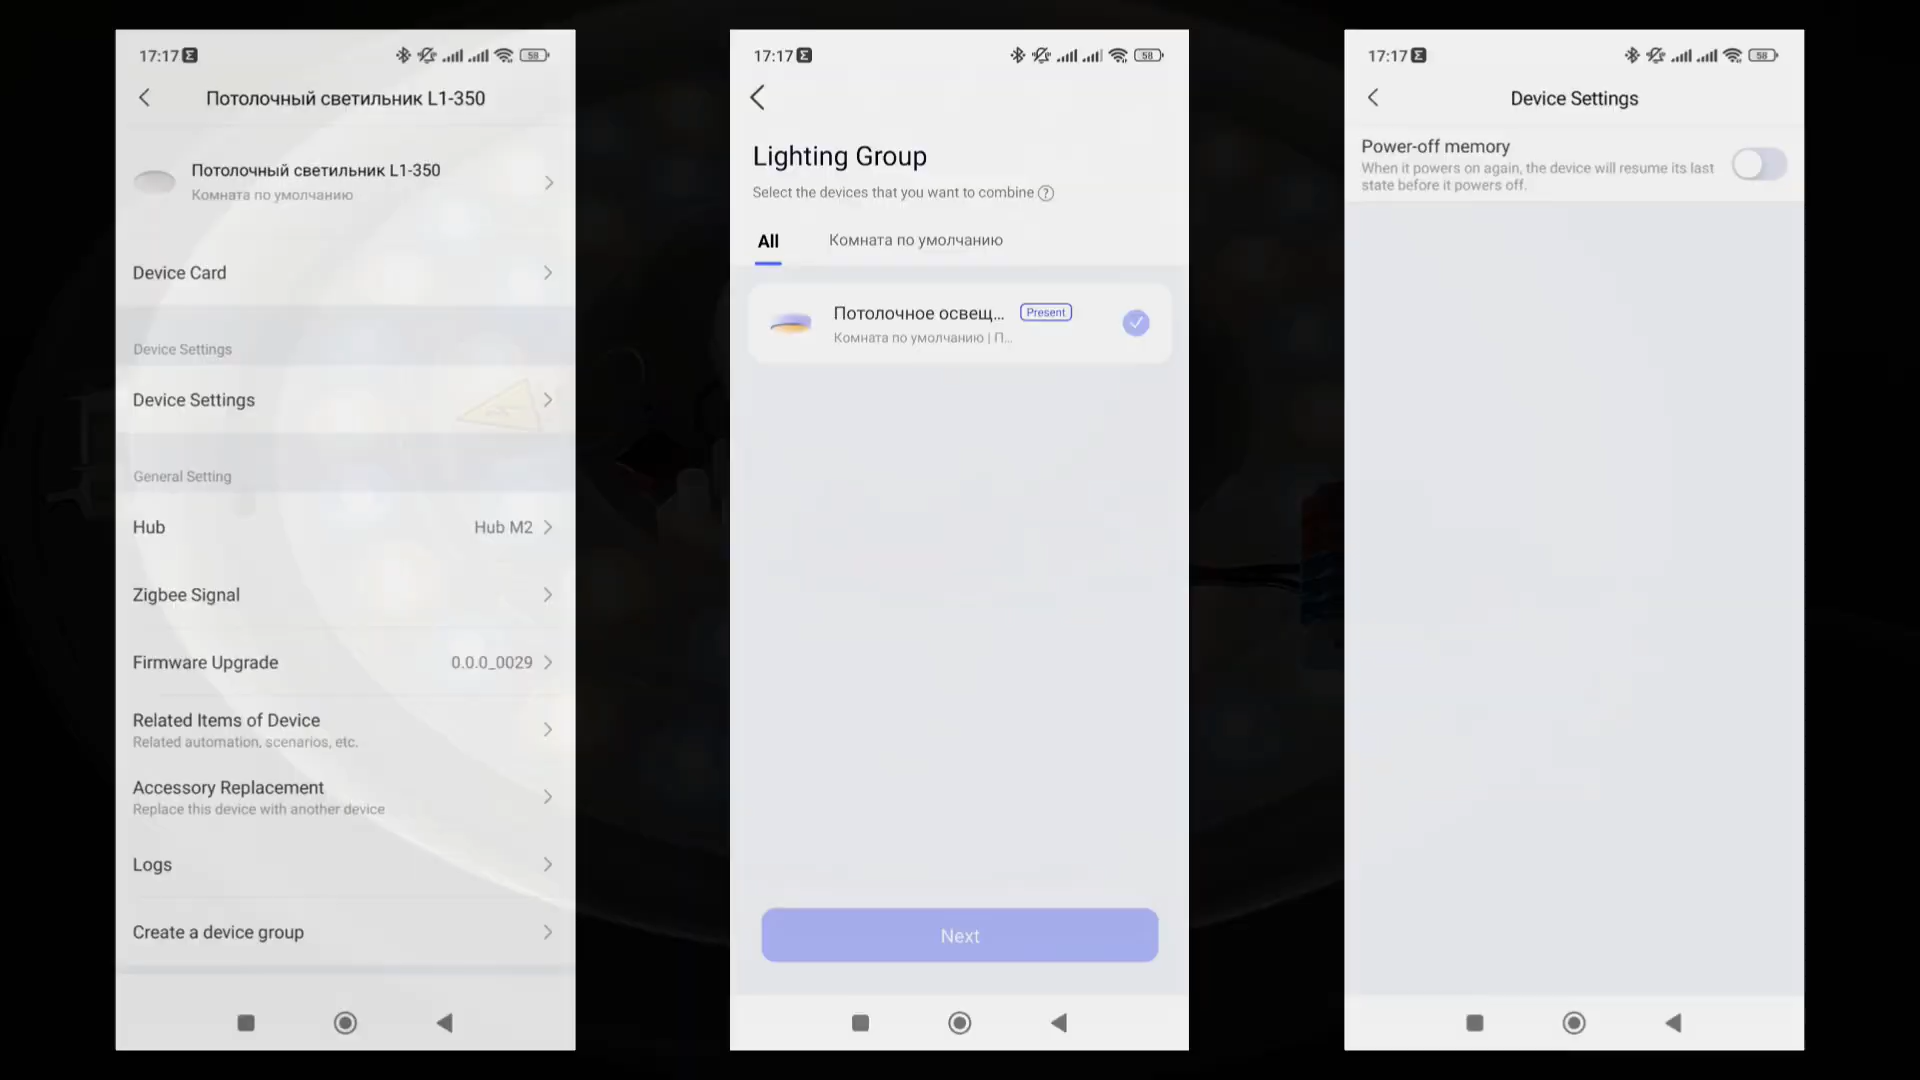 17:17
58
Потолочный светильник L1-350
Потолочный светильник L1-350
Комната по умолчанию
Device Card
Device Settings
Device Settings
General Setting
Hub
Hub M2
Zigbee Signal
Firmware Upgrade
0.0.0_0029
Related Items of Device
Related automation, scenarios, etc.
Accessory Replacement
Replace this device with another device
Logs
Create a device group
17:17
58
Lighting Group
Select the devices that you want to combine ?
All
Комната по умолчанию
Потолочное освещ...
Present
Комната по умолчанию | П...
Next
17:17
58
Device Settings
Power-off memory
When it powers on again, the device will resume its last
state before it powers off.